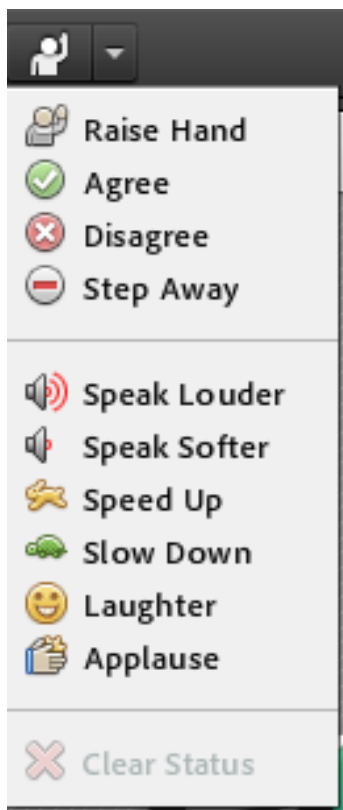 Raise Hand
Agree
Disagree
Step Away
Speak Louder
Speak Softer
Speed Up
Slow Down
Laughter
Applause
Clear Status